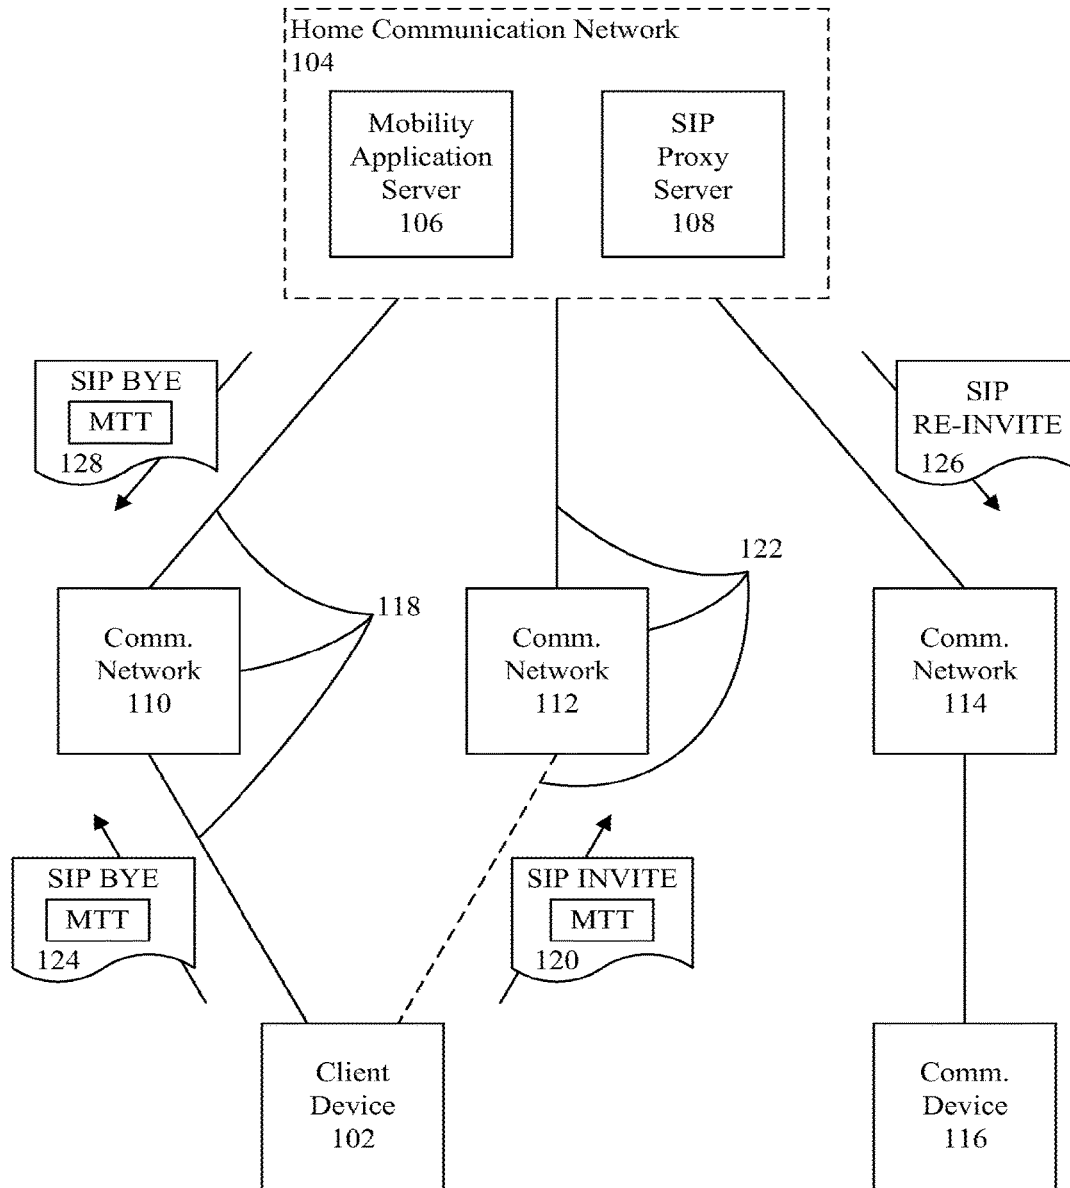 Home Communication Network
104
Mobility
Application
Server
106
SIP
Proxy
Server
108
SIP BYE
MTT
128
SIP
RE-INVITE
126
122
118
Comm.
Network
110
Comm.
Network
112
Comm.
Network
114
SIP BYE
MTT
124
SIP INVITE
MTT
120
Client
Device
102
Comm.
Device
116